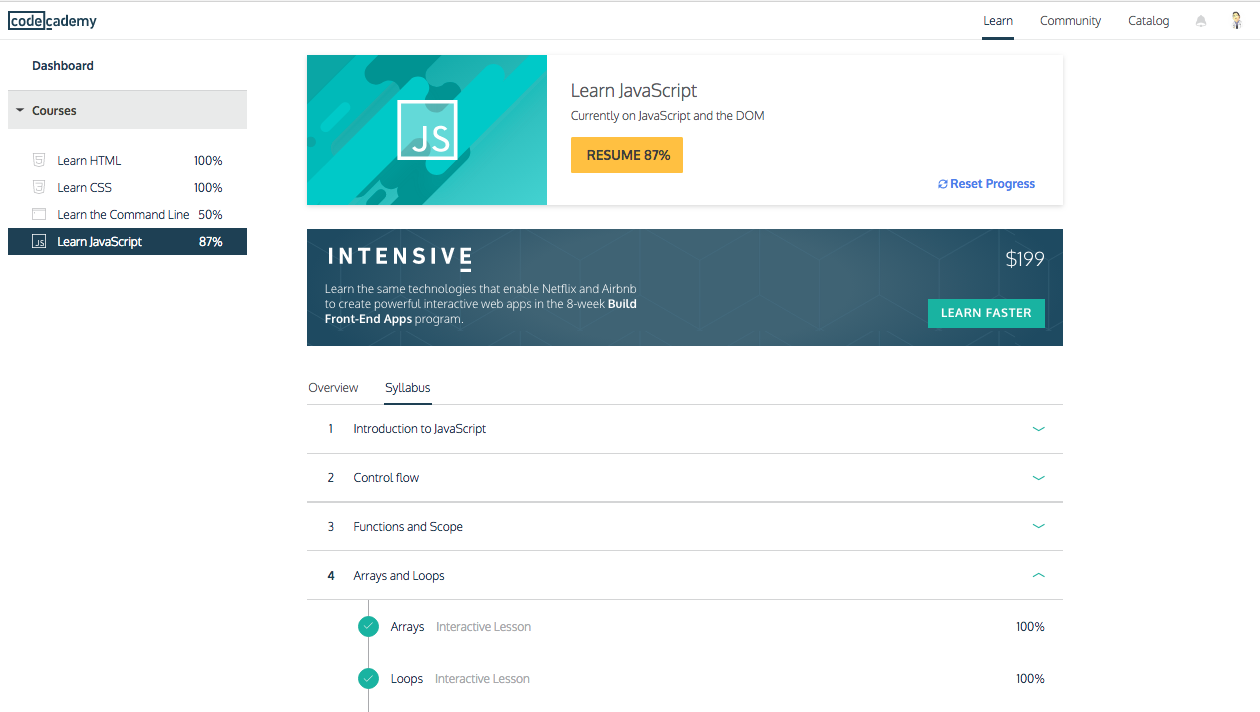 codecademy
Learn Community Catalog
Dashboard
Courses
Learn HTML 100%
Learn CSS 100%
Learn the Command Line 50%
JS Learn JavaScript 87%
JS
Learn JavaScript
Currently on JavaScript and the DOM
RESUME 87%
Reset Progress
INTENSIVE
$199
Learn the same technologies that enable Netflix and Airbnb
to create powerful interactive web apps in the 8-week Build
Front-End Apps program.
LEARN FASTER
Overview Syllabus
1 Introduction to JavaScript
2 Control flow
3 Functions and Scope
4 Arrays and Loops
Arrays Interactive Lesson 100%
Loops Interactive Lesson 100%